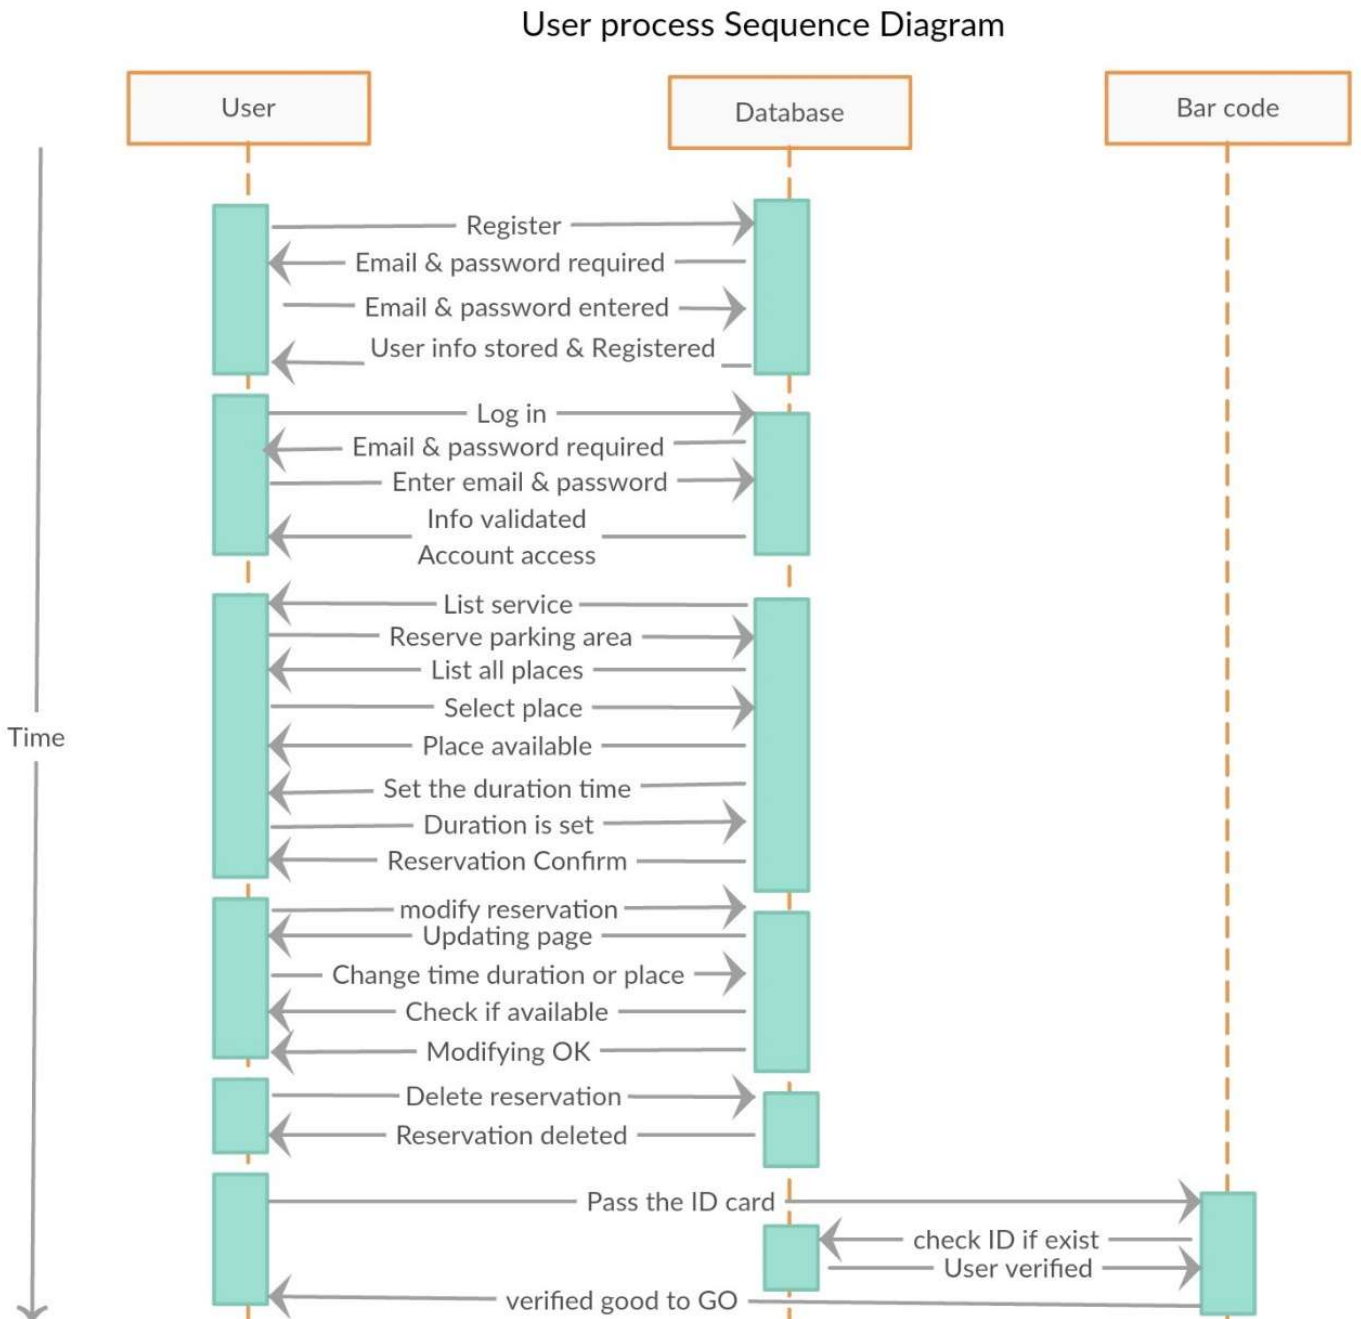 User process Sequence Diagram
User
Database
Bar code
Register
Email & password required
Email & password entered
User info stored & Registered
Log in
Email & password required
Enter email & password
Info validated
Account access
List service
Reserve parking area
List all places
Select place
Time
Place available
Set the duration time
Duration is set
Reservation Confirm
modify reservation
Updating page
Change time duration or place
Check if available
Modifying OK
Delete reservation
Reservation deleted
Pass the ID card
check ID if exist
User verified
verified good to GO